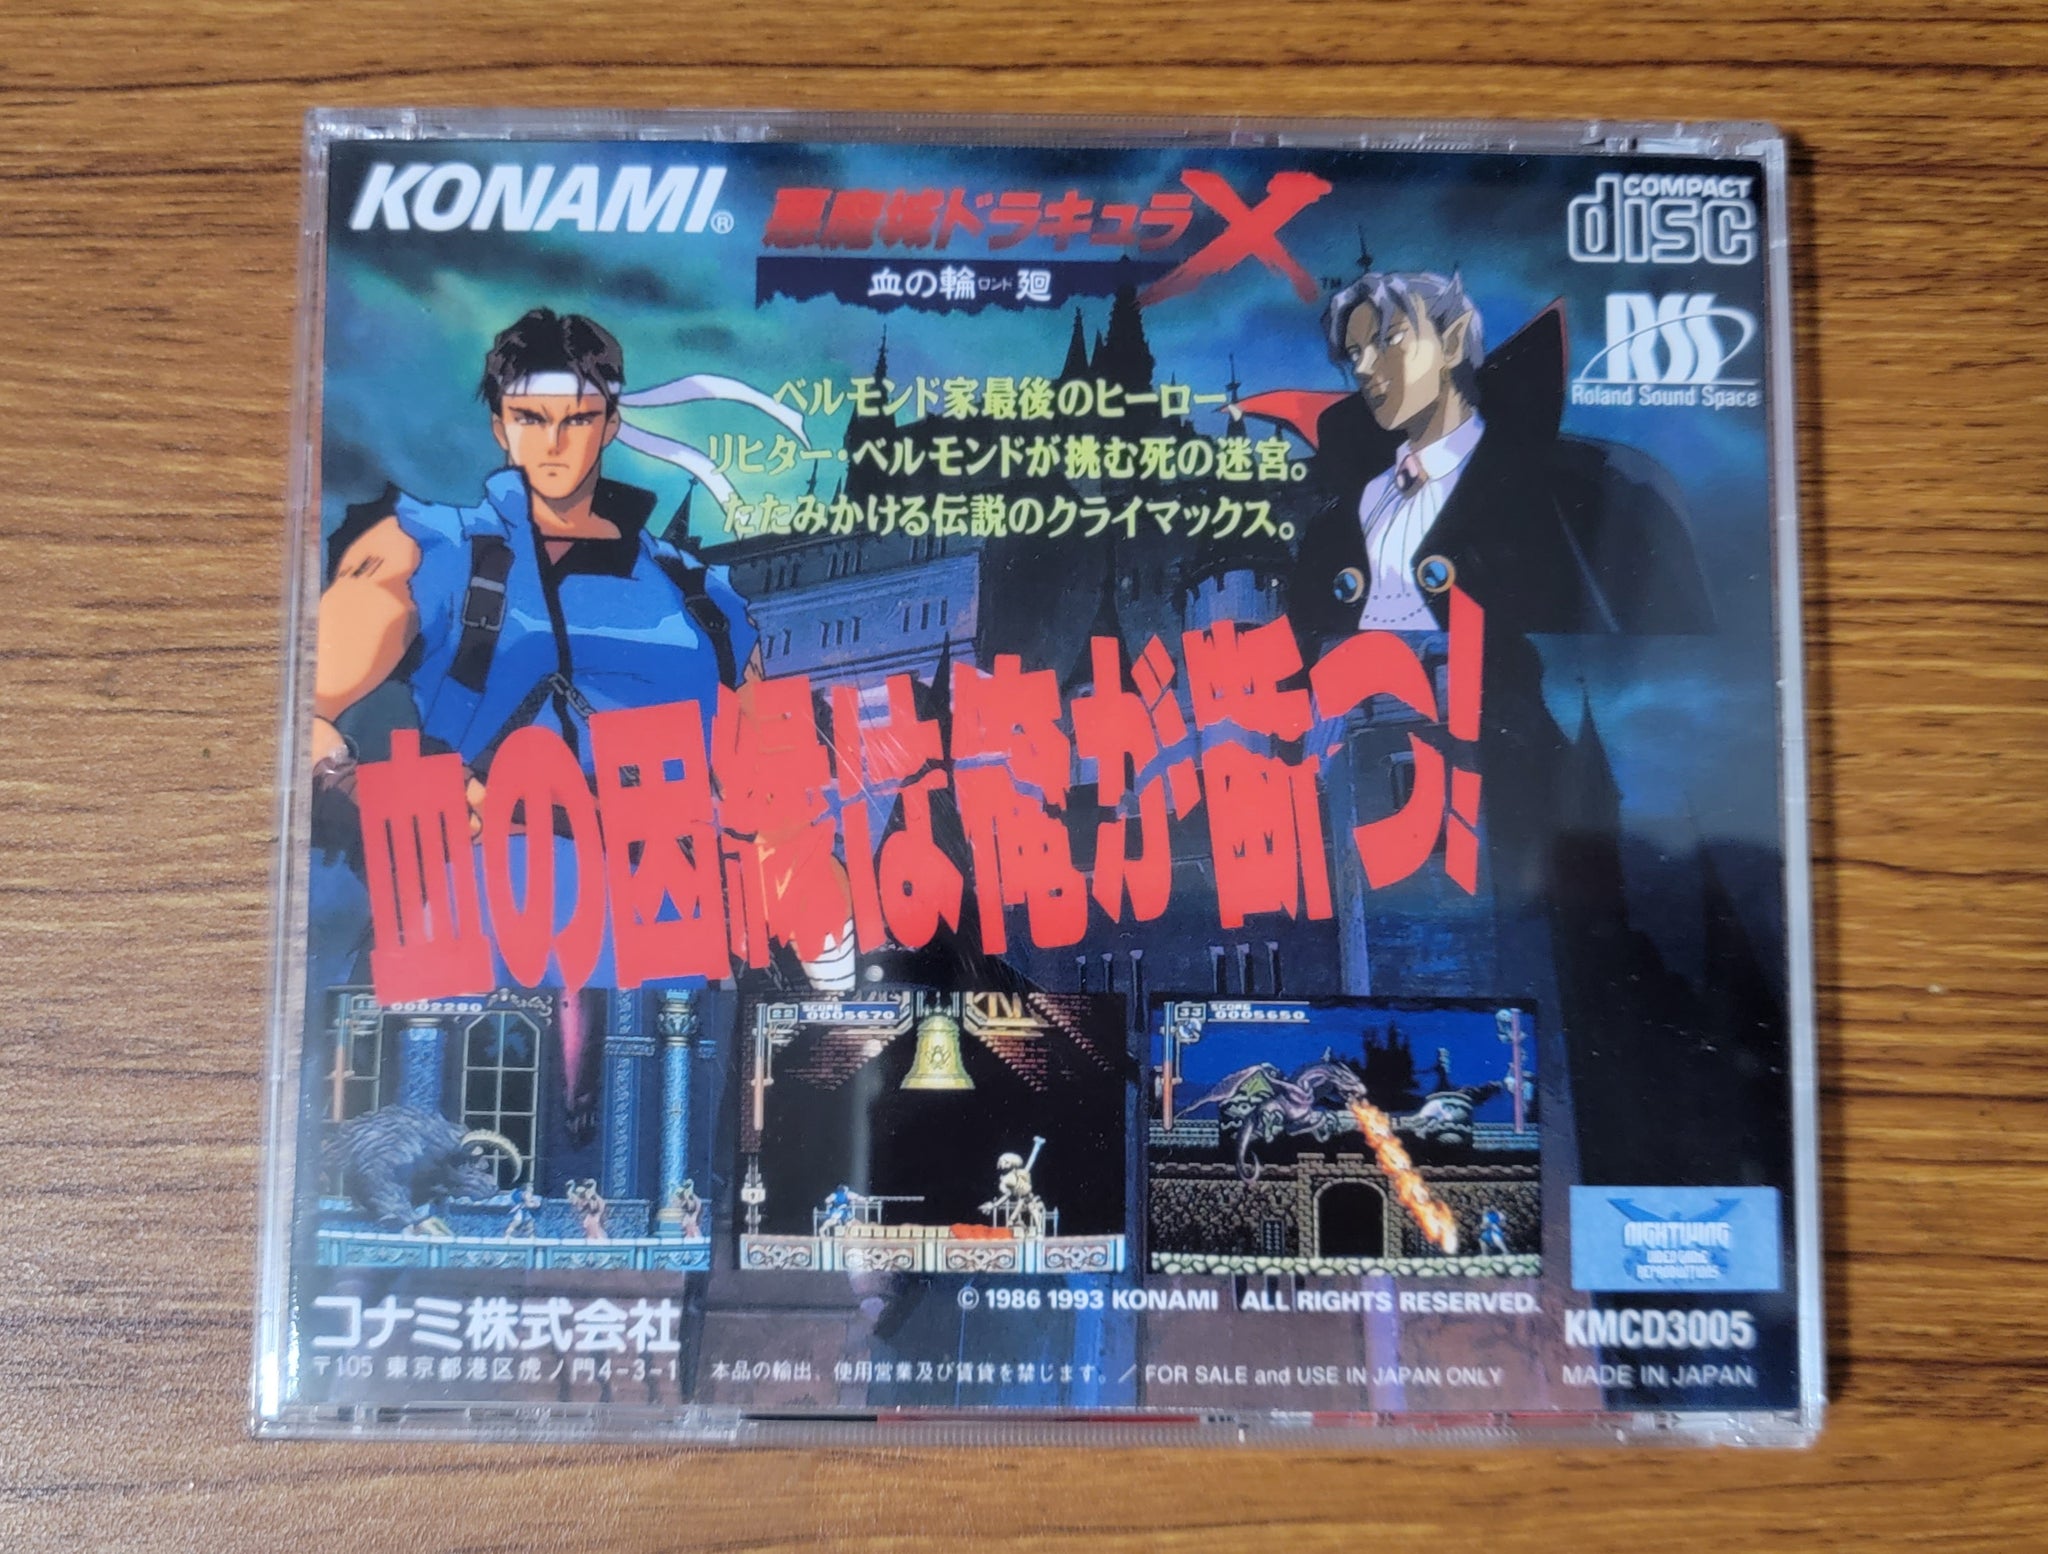 KONAMI®
悪魔城ドラキュラX
血の輪廻
ロンド
TM
COMPACT
disc
RSS
Roland Sound Space
ベルモンド家最後のヒーロー、
リヒター・ベルモンドが挑む死の迷宮。
たたみかける伝説のクライマックス。
血の因縁は俺が断つ!
12 0002280
22 SCORE
0005670
33 SCORE
0005650
NIGHTWING
VIDEO GAME
REPRODUCTIONS
© 1986 1993 KONAMI ALL RIGHTS RESERVED.
KMCD3005
コナミ株式会社
〒105 東京都港区虎ノ門4-3-1 本品の輸出、使用営業及び賃貸を禁じます。／FOR SALE and USE IN JAPAN ONLY
MADE IN JAPAN